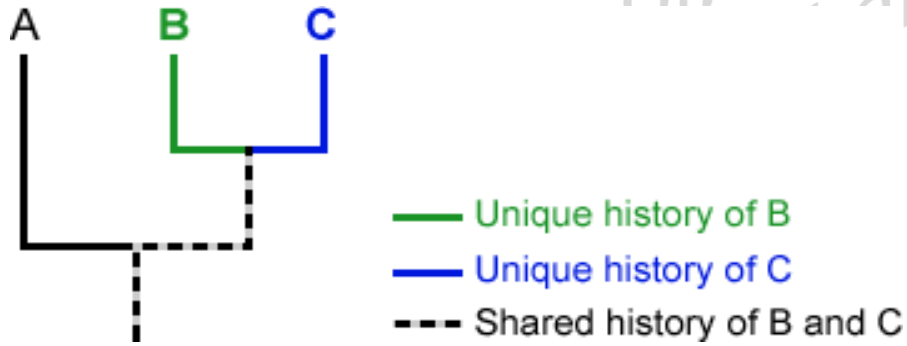 A B C
Unique history of B
Unique history of C
Shared history of B and C